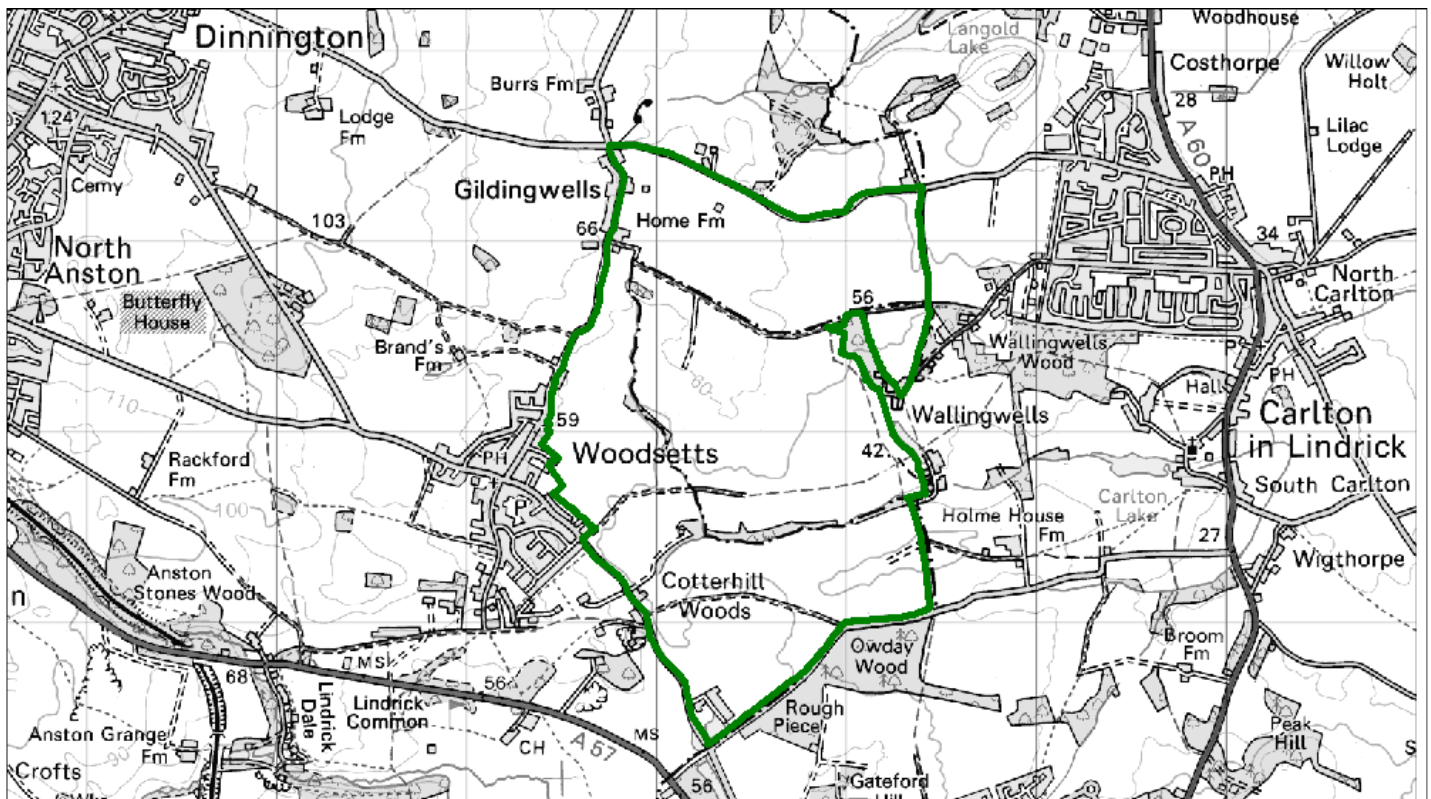 Dinnington
Langold
Lake
Woodhouse
Costhorpe
Willow
Holt
Burrs Fm
Lodge
Fm
124
28
A 60
Lilac
Lodge
PH
Cemy
Gildingwells
Home Fm
103
66
34
North
Anston
North
Carlton
Butterfly
House
56
Brand's
Fm
Wallingwells
Wood
80
Hall
PH
110
59
Wallingwells
Carlton
in Lindrick
Woodsetts
PH
42
Rackford
Fm
P
South Carlton
100
Carlton
Lake
Holme House
Fm
27
Wigthorpe
Anston
Stones Wood
n
Cotterhill
Woods
Owday
Wood
Broom
Fm
MS
68
56
Lindrick
Dale
Lindrick
Common
Rough
Piece
Peak
Hill
Anston Grange
Fm
90
CH
A 57
MS
S
Crofts
56
Gateford
Hill